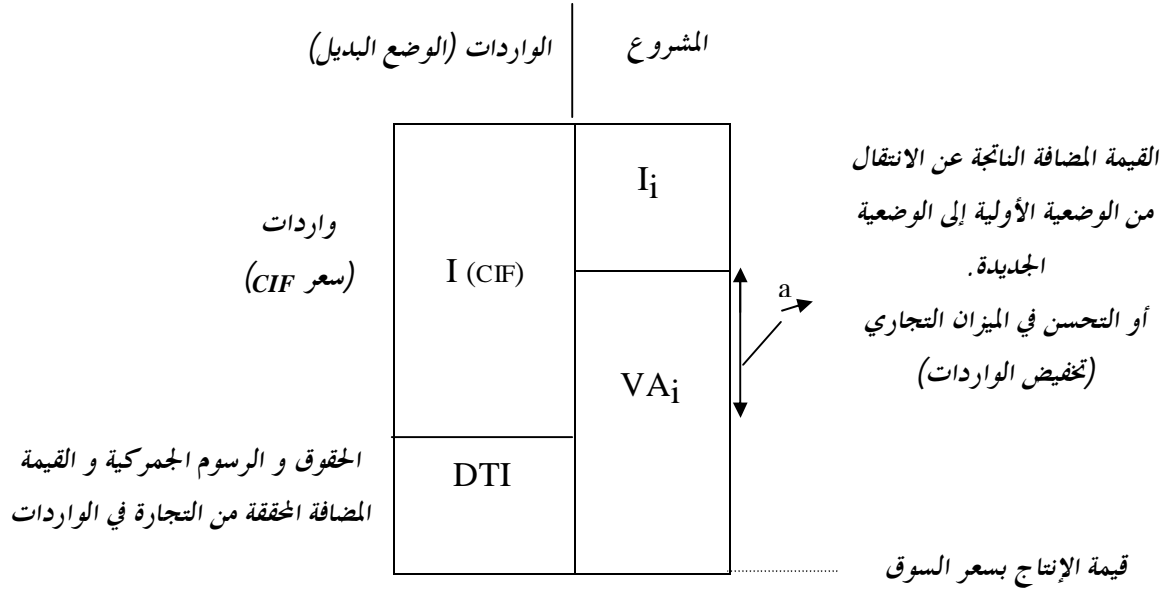 المشروع
الواردات (الوضع البديل)
القيمة المضافة الناتجة عن الانتقال
من الوضعية الأولية إلى الوضعية
الجديدة.
أو التحسن في الميزان التجاري
(تخفيض الواردات)
a
Ii
VAi
I (CIF)
DTI
واردات
(سعر CIF)
الحقوق و الرسوم الجمركية و القيمة
المضافة المحققة من التجارة في الواردات
قيمة الإنتاج بسعر السوق